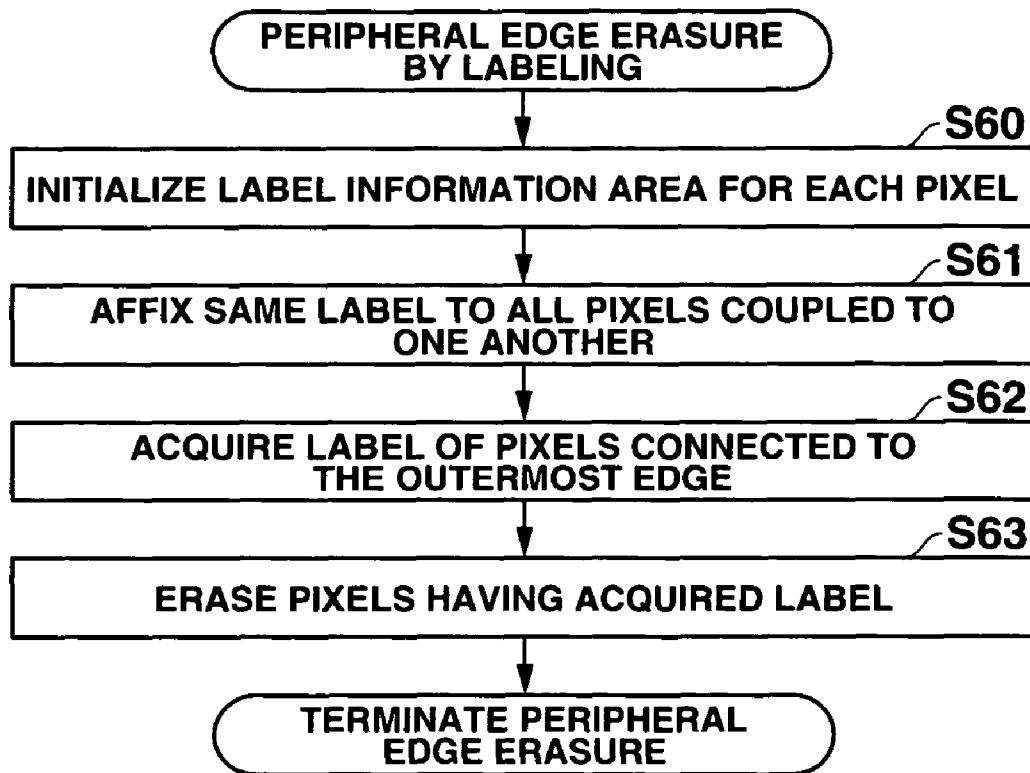 PERIPHERAL EDGE ERASURE
BY LABELING
S60
INITIALIZE LABEL INFORMATION AREA FOR EACH PIXEL
S61
AFFIX SAME LABEL TO ALL PIXELS COUPLED TO
ONE ANOTHER
S62
ACQUIRE LABEL OF PIXELS CONNECTED TO
THE OUTERMOST EDGE
S63
ERASE PIXELS HAVING ACQUIRED LABEL
TERMINATE PERIPHERAL
EDGE ERASURE